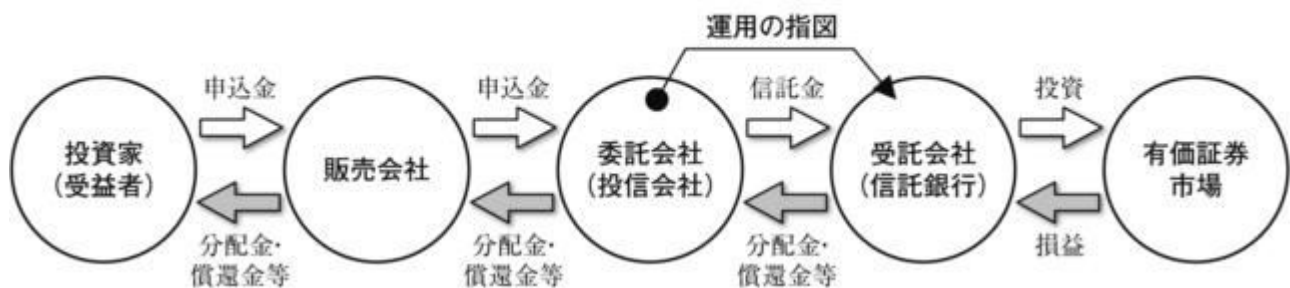 運用の指図
申込金
申込金
信託金
投資
投資家
（受益者）
販売会社
委託会社
（投信会社）
受託会社
（信託銀行）
有価証券
市場
分配金・
償還金等
分配金・
償還金等
分配金・
償還金等
損益